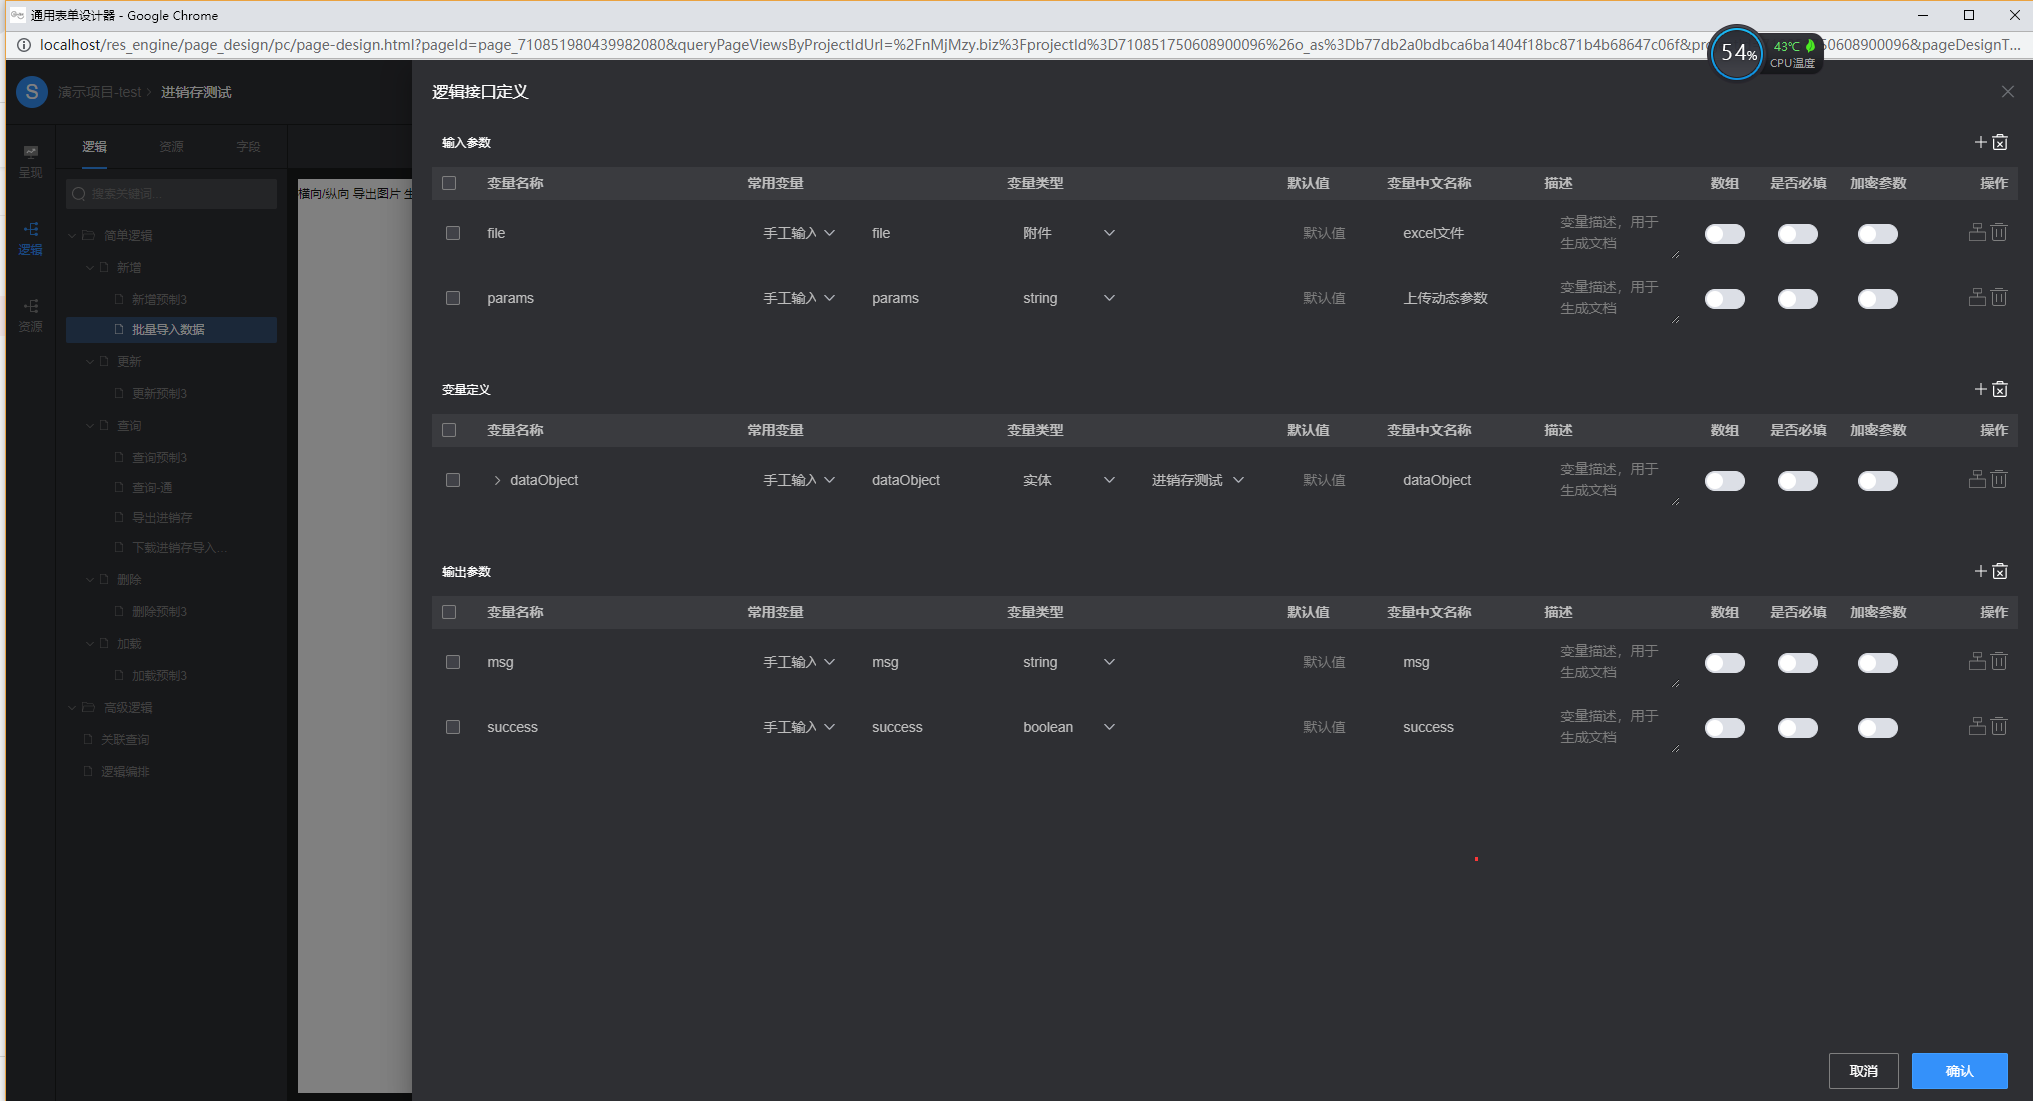 通用表单设计器 - Google Chrome
localhost/res_engine/page_design/pc/page-design.html?pageId=page_710851980439982080&queryPageViewsByProjectIdUrl=%2FnMjMzy.biz%3FprojectId%3D710851750608900096%26o_as%3Db77db2a0bdbca6ba1404f18bc871b4b68647c06f&pr
50608900096&pageDesignT...
54%
43℃
CPU温度
S
演示项目-test
进销存测试
呈现
逻辑
资源
逻辑
资源
字段
搜索关键词...
简单逻辑
新增
新增预制3
批量导入数据
更新
更新预制3
查询
查询预制3
查询-通
导出进销存
下载进销存导入...
删除
删除预制3
加载
加载预制3
高级逻辑
关联查询
逻辑编排
横向/纵向 导出图片 生
逻辑接口定义
输入参数
变量名称 常用变量 变量类型 默认值 变量中文名称 描述 数组 是否必填 加密参数 操作
file 手工输入 file 附件 默认值 excel文件 变量描述，用于
生成文档
params 手工输入 params string 默认值 上传动态参数 变量描述，用于
生成文档
变量定义
变量名称 常用变量 变量类型 默认值 变量中文名称 描述 数组 是否必填 加密参数 操作
dataObject 手工输入 dataObject 实体 进销存测试 默认值 dataObject 变量描述，用于
生成文档
输出参数
变量名称 常用变量 变量类型 默认值 变量中文名称 描述 数组 是否必填 加密参数 操作
msg 手工输入 msg string 默认值 msg 变量描述，用于
生成文档
success 手工输入 success boolean 默认值 success 变量描述，用于
生成文档
取消
确认